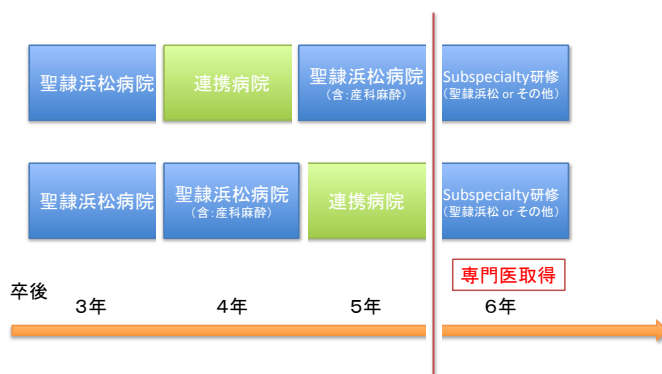 聖隷浜松病院
連携病院
聖隷浜松病院
(含:産科麻酔)
Subspecialty研修
(聖隷浜松 or その他)
聖隷浜松病院
聖隷浜松病院
(含:産科麻酔)
連携病院
Subspecialty研修
(聖隷浜松 or その他)
専門医取得
卒後
3年
4年
5年
6年